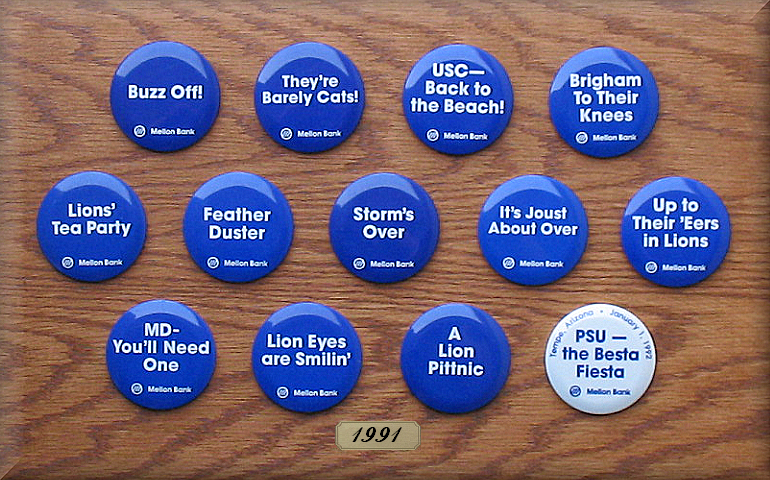 Buzz Off!
Mellon Bank
They're
Barely Cats!
Mellon Bank
USC—
Back to
the Beach!
Mellon Bank
Brigham
To Their
Knees
Mellon Bank
Lions'
Tea Party
Mellon Bank
Feather
Duster
Mellon Bank
Storm's
Over
Mellon Bank
It's Joust
About Over
Mellon Bank
Up to
Their 'Eers
in Lions
Mellon Bank
MD-
You'll Need
One
Mellon Bank
Lion Eyes
are Smilin'
Mellon Bank
A
Lion
Pittnic
Tempe, Arizona • January 1, 1992
PSU —
the Besta
Fiesta
Mellon Bank
1991